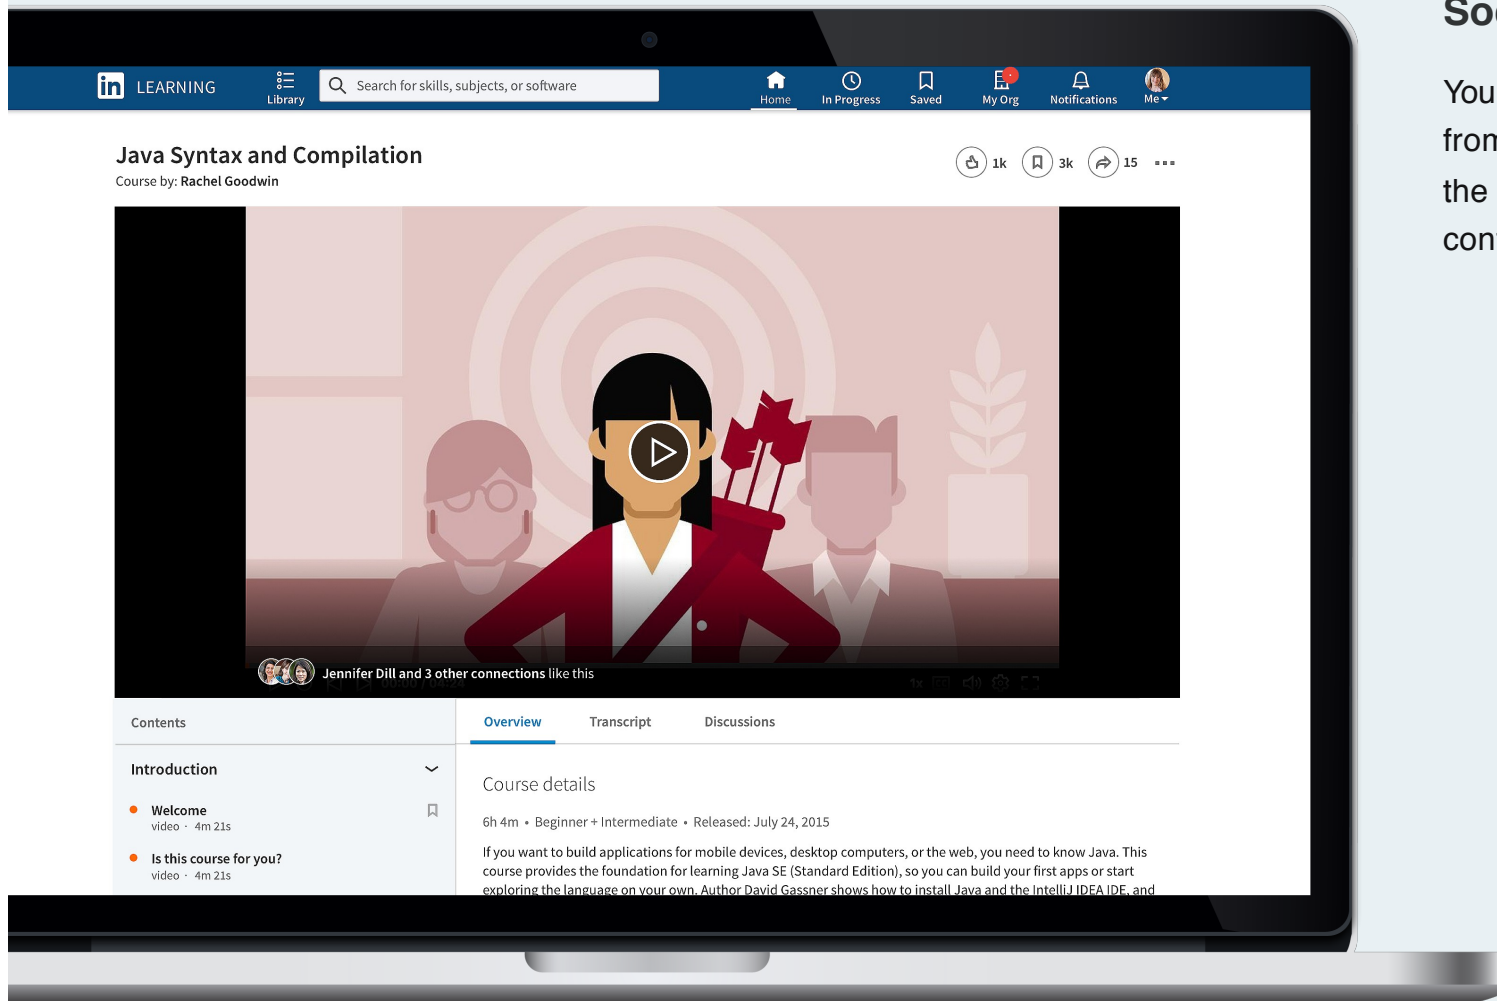 in LEARNING
Library
Search for skills, subjects, or software
Home
In Progress
Saved
My Org
Notifications
Me
Java Syntax and Compilation
Course by: Rachel Goodwin
1k
3k
15
Jennifer Dill and 3 other connections like this
1x
Contents
Overview
Transcript
Discussions
Introduction
Welcome
video · 4m 21s
Is this course for you?
video · 4m 21s
Course details
6h 4m • Beginner + Intermediate • Released: July 24, 2015
If you want to build applications for mobile devices, desktop computers, or the web, you need to know Java. This
course provides the foundation for learning Java SE (Standard Edition), so you can build your first apps or start
exploring the language on your own. Author David Gassner shows how to install Java and the IntelliJ IDEA IDE, and
You
the